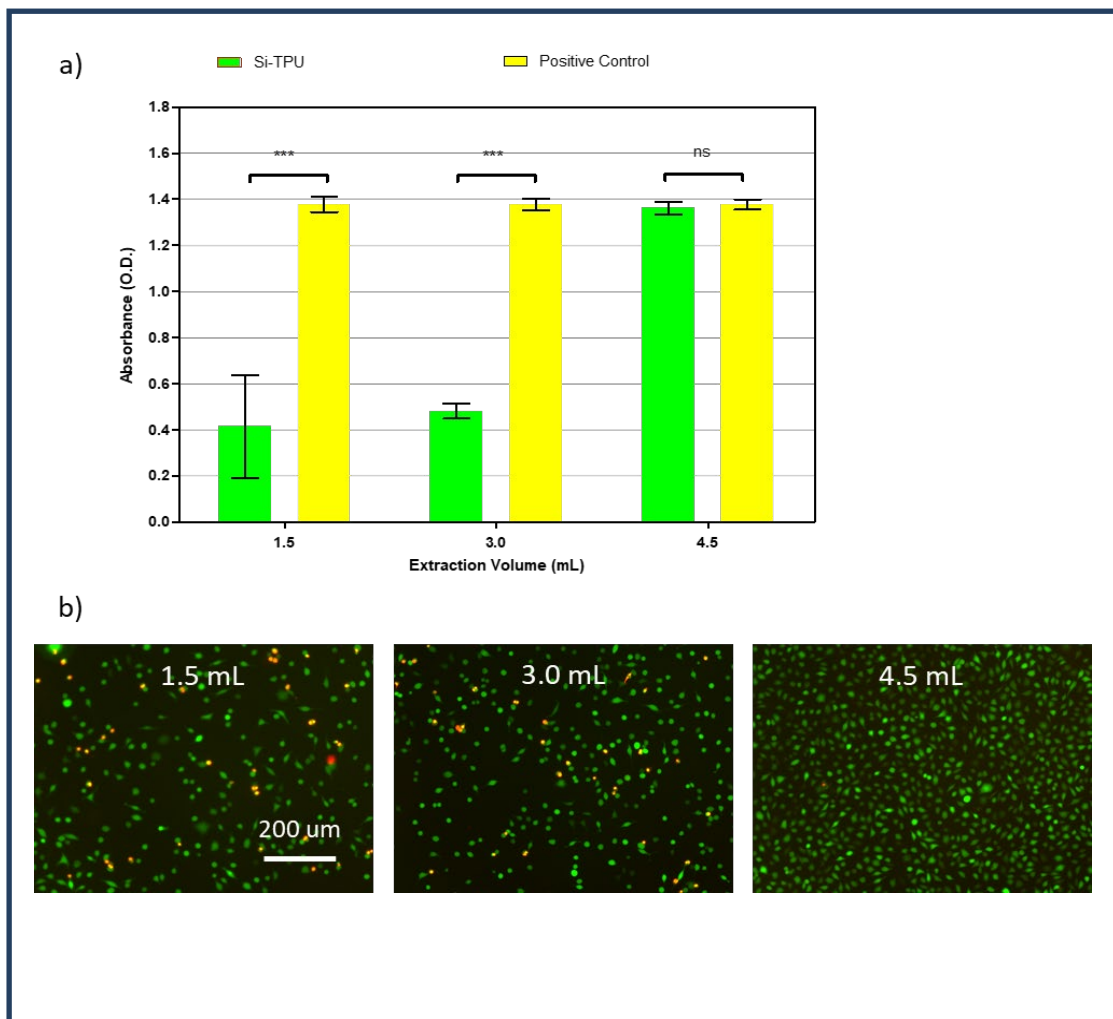 a)
Si-TPU
Positive Control
1.8
1.6
1.4
1.2
1.0
0.8
0.6
0.4
0.2
0.0
Absorbance (O.D.)
***
***
ns
1.5
3.0
4.5
Extraction Volume (mL)
b)
1.5 mL
3.0 mL
4.5 mL
200 um